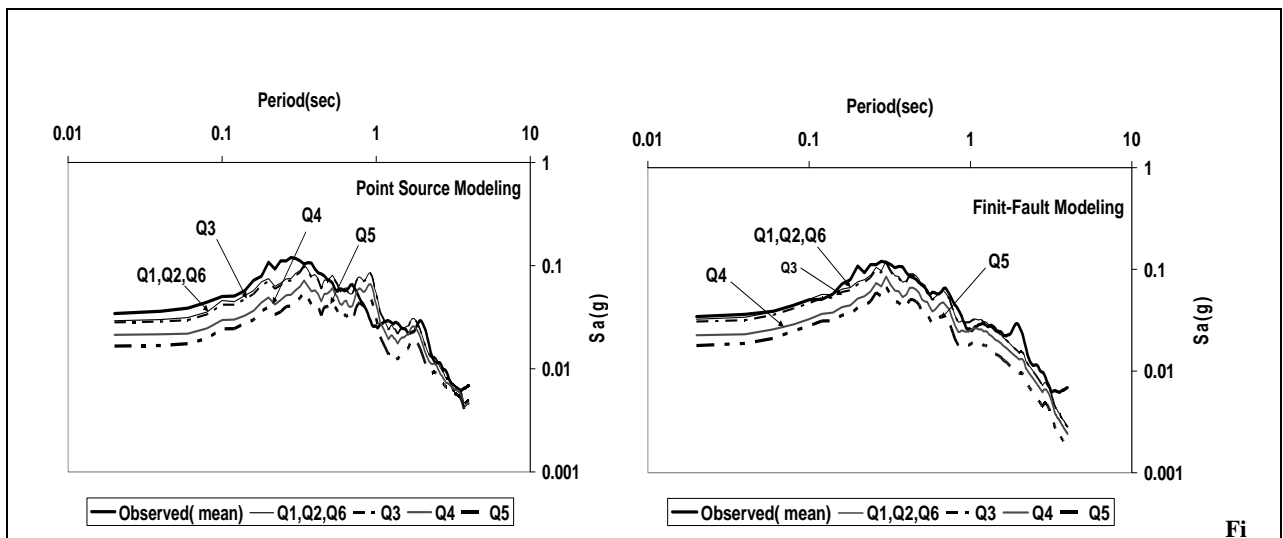 Period(sec)
0.01 0.1 1 10
1
0.1
0.01
0.001
Sa(g)
Point Source Modeling
Q4
Q3
Q5
Q1,Q2,Q6
Observed( mean) Q1,Q2,Q6 Q3 Q4 Q5
Period(sec)
0.01 0.1 1 10
1
0.1
0.01
0.001
Sa(g)
Finit-Fault Modeling
Q1,Q2,Q6
Q3
Q5
Q4
Observed( mean) Q1,Q2,Q6 Q3 Q4 Q5
Fi